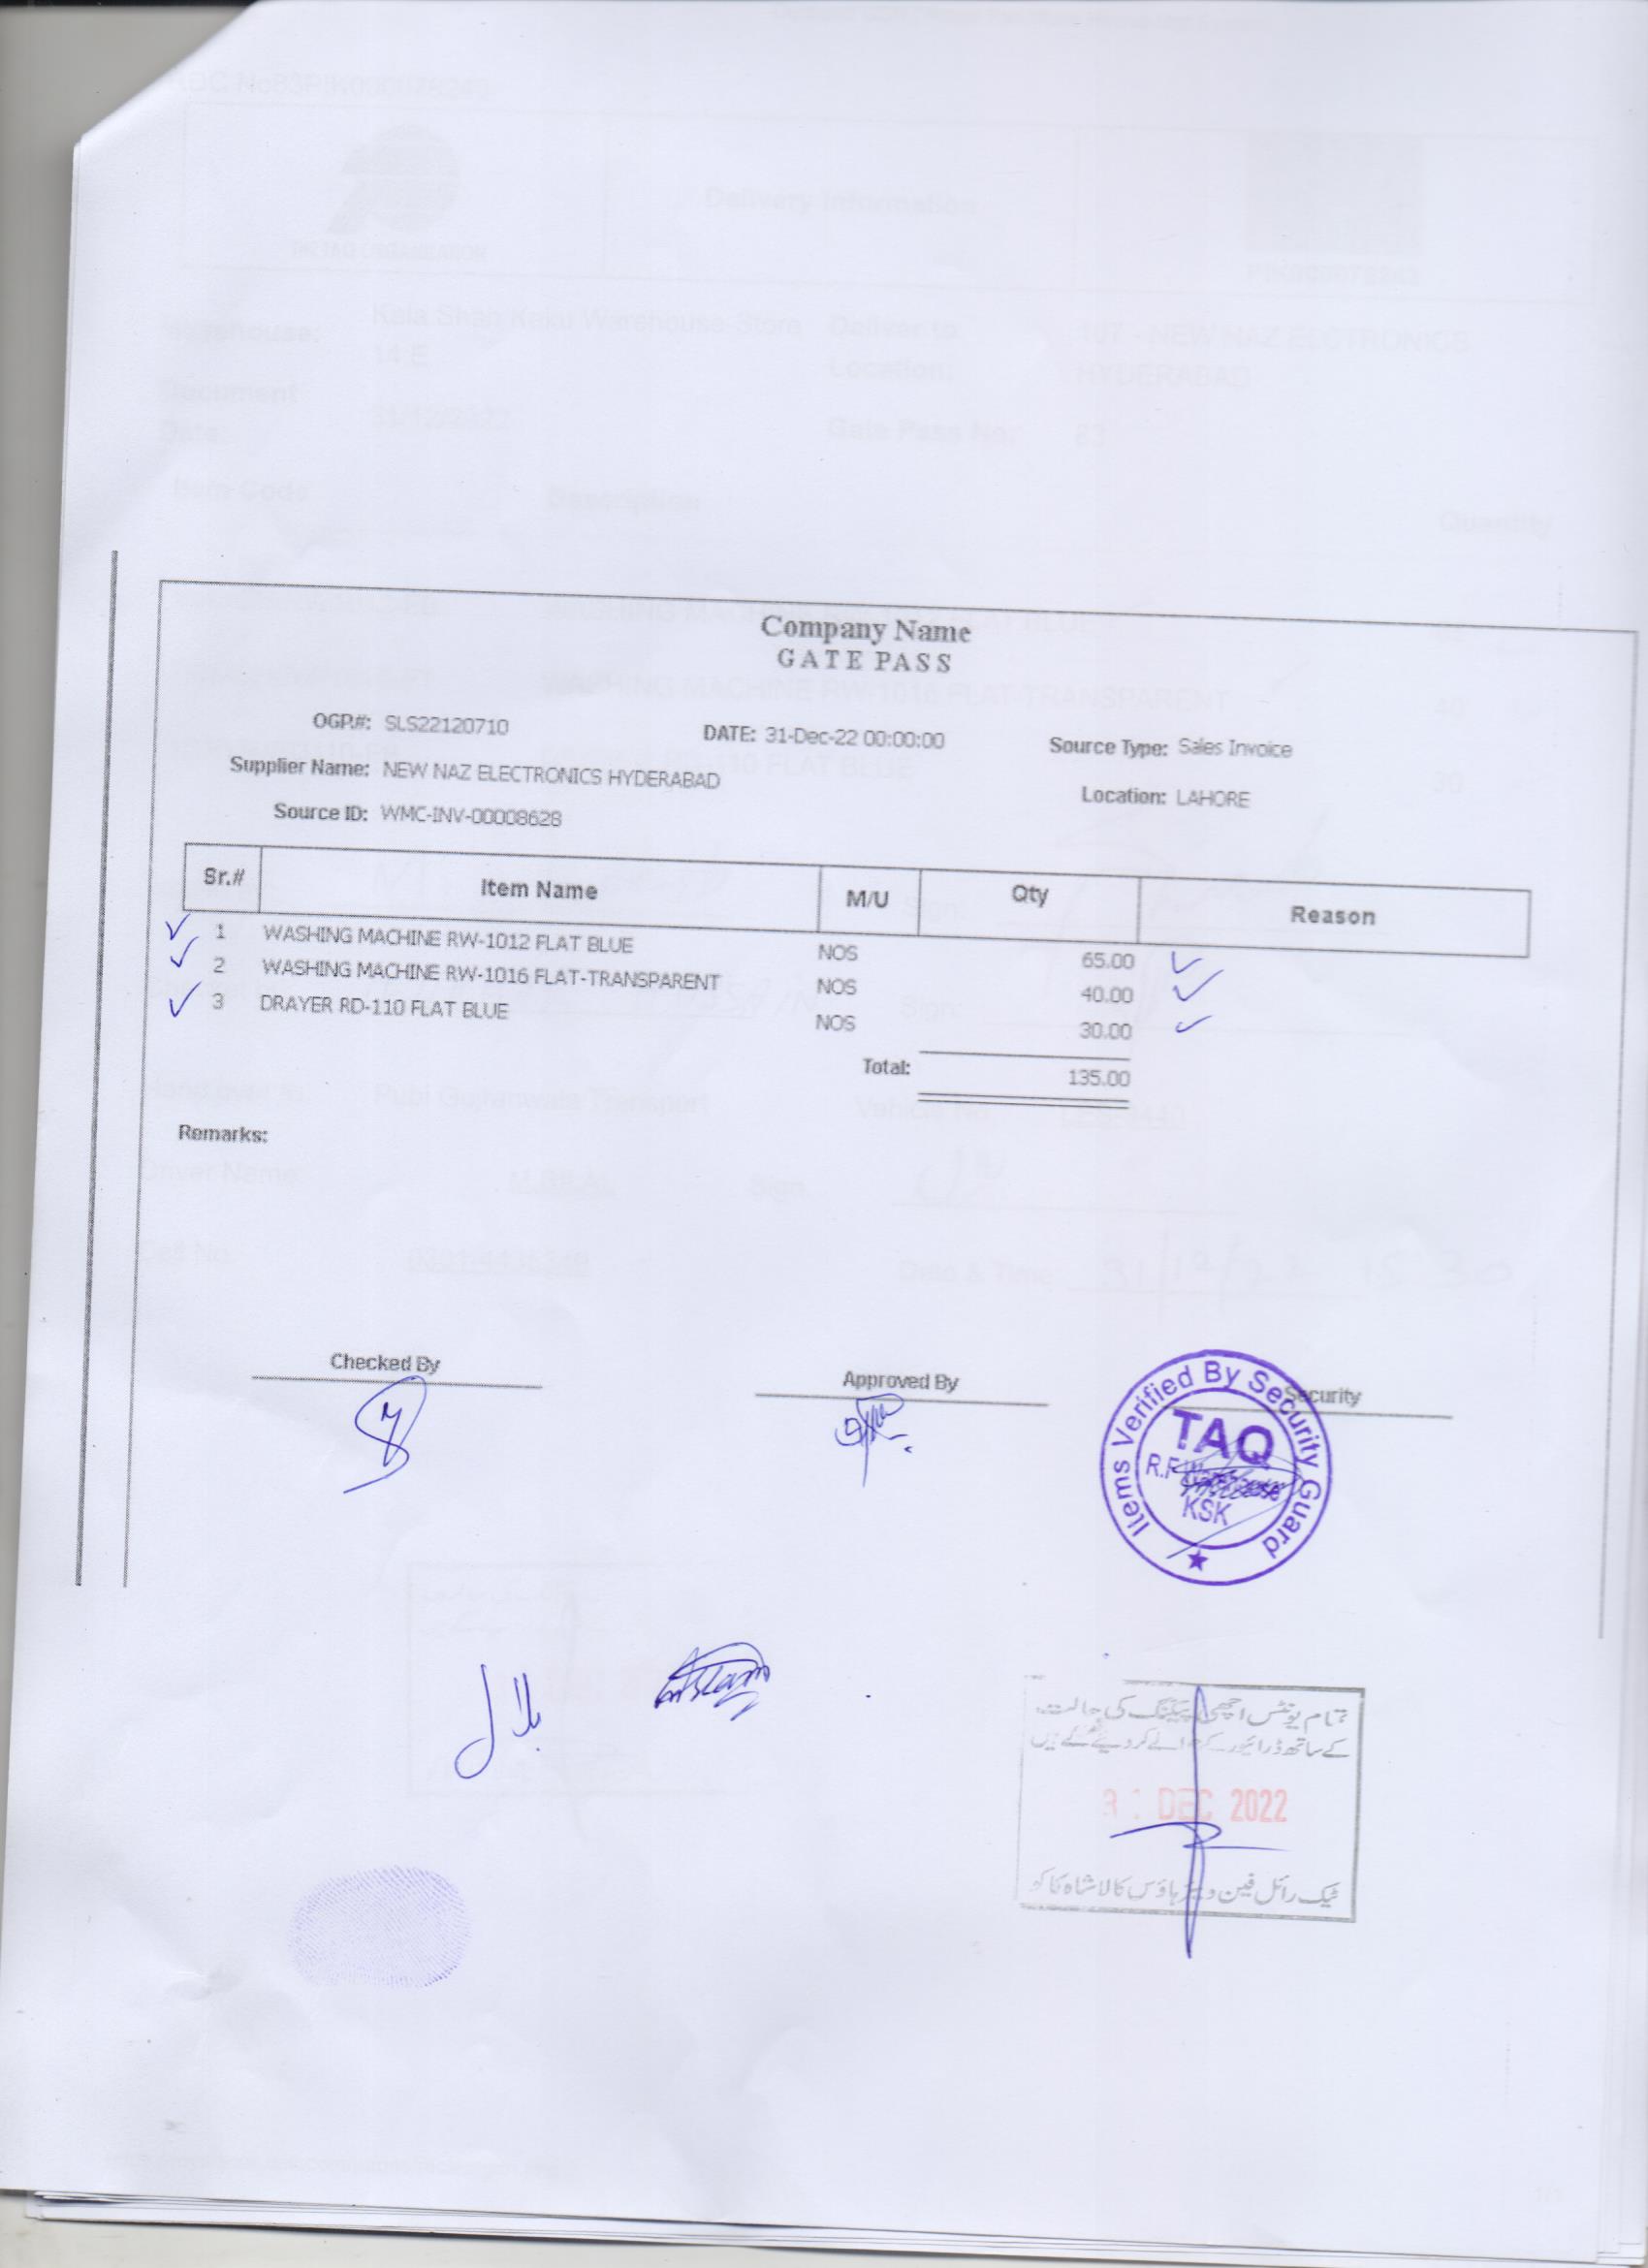 Company Name
GATE PASS
OGP.#: SLS22120710 DATE: 31-Dec-22 00:00:00 Source Type: Sales Invoice
Supplier Name: NEW NAZ ELECTRONICS HYDERABAD Location: LAHORE
Source ID: WMC-INV-00008628
Sr.# Item Name M/U Qty Reason
1 WASHING MACHINE RW-1012 FLAT BLUE NOS 65.00
2 WASHING MACHINE RW-1016 FLAT-TRANSPARENT NOS 40.00
3 DRAYER RD-110 FLAT BLUE NOS 30.00
Total: 135.00
Remarks:
Checked By Approved By Security
Items Verified By Security Guard
TAQ
R.F Warehouse
KSK
بلال
تمام یونٹس اچھی پیکنگ کی حالت
کے ساتھ ڈرائیور کے حوالے کر دیئے گئے ہیں
31 DEC 2022
ٹیک رائل فین ویئر ہاؤس کالا شاہ کاکو